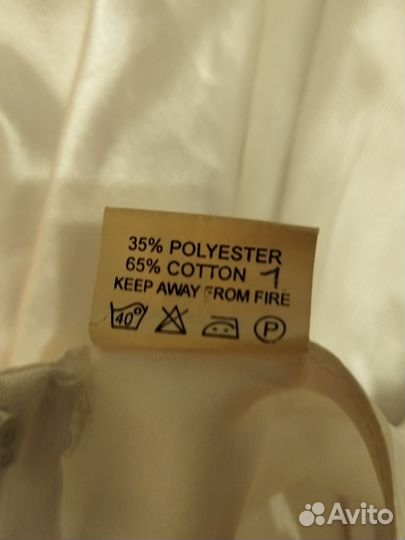 35% POLYESTER
65% COTTON 1
KEEP AWAY FROM FIRE
40° P
Avito